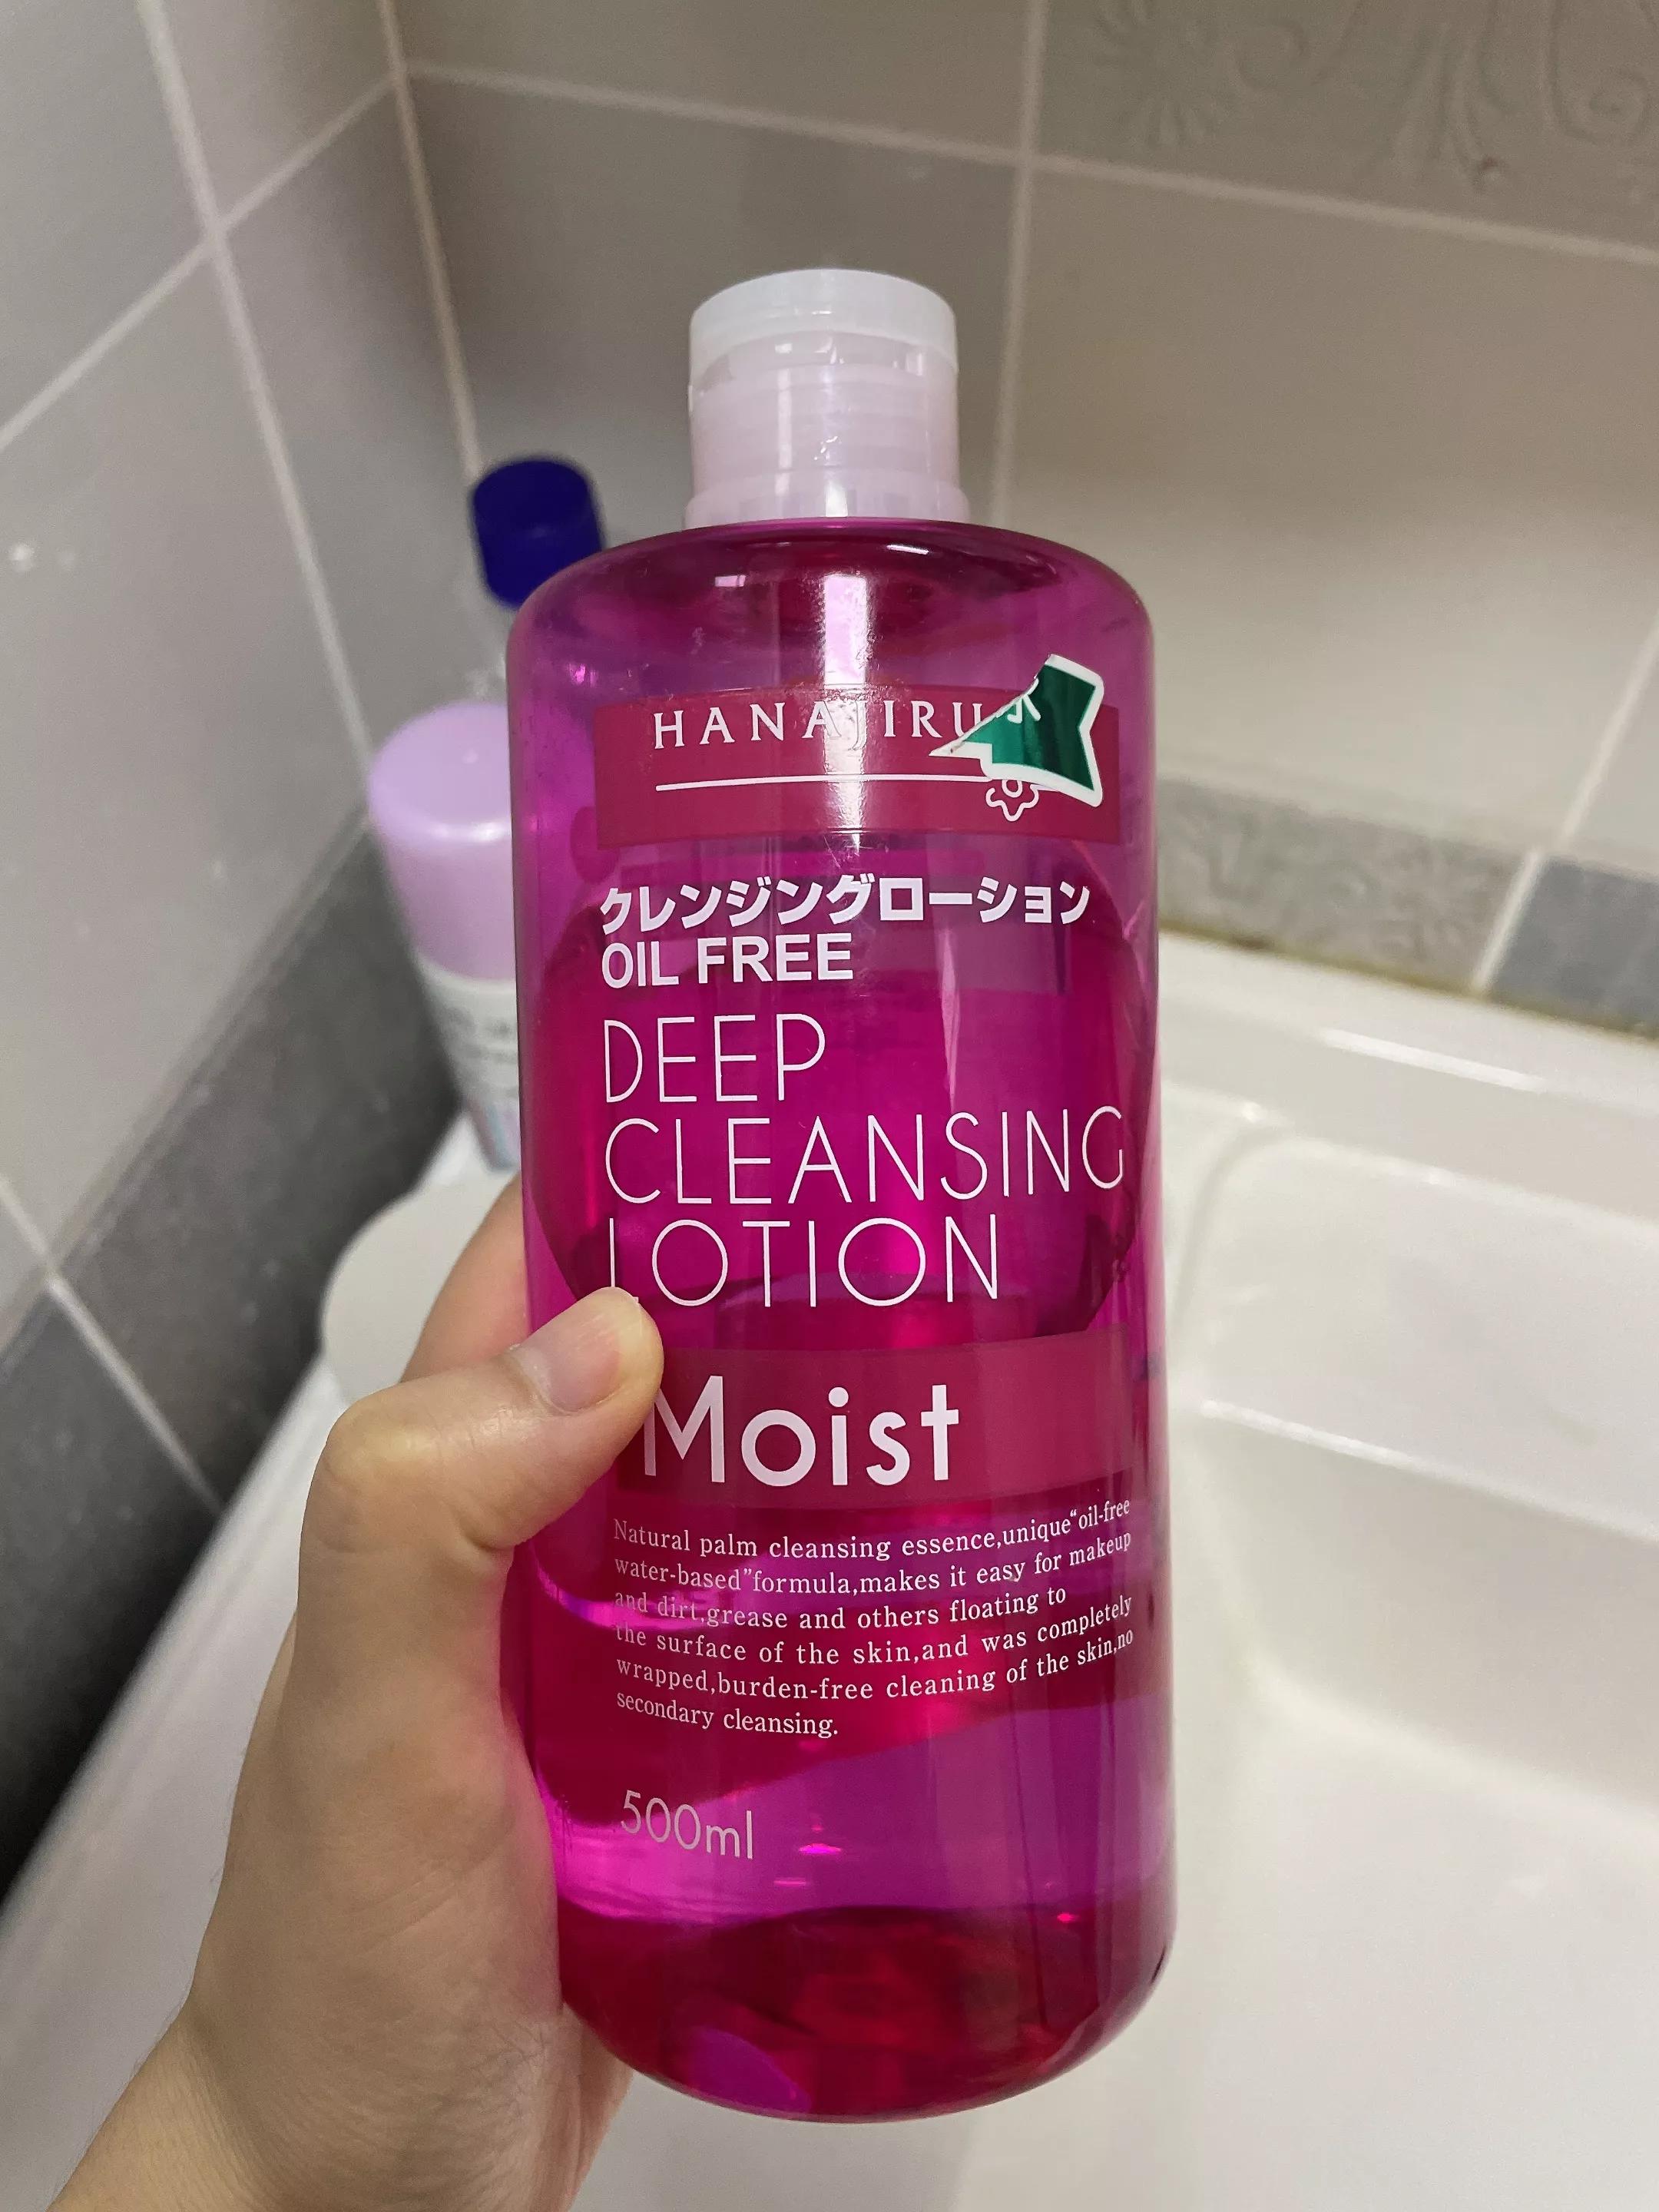 HANAJIRU
クレンジングローション
OIL FREE
DEEP
CLEANSING
LOTION
Moist
Natural palm cleansing essence,unique“oil-free
water-based”formula,makes it easy for makeup
and dirt,grease and others floating to
the surface of the skin,and was completely
wrapped,burden-free cleaning of the skin,no
secondary cleansing.
500ml